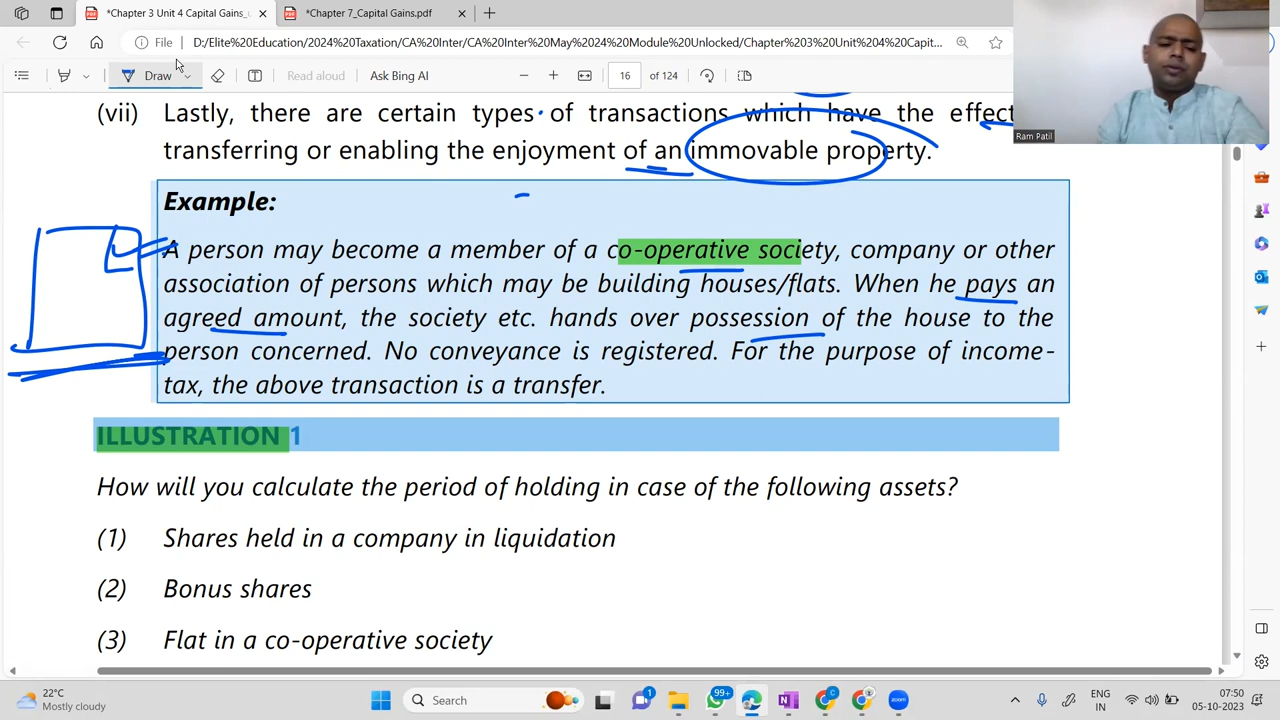 *Chapter 3 Unit 4 Capital Gains_
*Chapter 7_Capital Gains.pdf
File
D:/Elite%20Education/2024%20Taxation/CA%20Inter/CA%20Inter%20May%202024%20Module%20Unlocked/Chapter%203%20Unit%204%20Capit...
Draw
Read aloud
Ask Bing AI
16
of 124
Ram Patil
(vii) Lastly, there are certain types of transactions which have the effect
transferring or enabling the enjoyment of an immovable property.
Example:
A person may become a member of a co-operative society, company or other
association of persons which may be building houses/flats. When he pays an
agreed amount, the society etc. hands over possession of the house to the
person concerned. No conveyance is registered. For the purpose of income-
tax, the above transaction is a transfer.
ILLUSTRATION 1
How will you calculate the period of holding in case of the following assets?
(1) Shares held in a company in liquidation
(2) Bonus shares
(3) Flat in a co-operative society
22°C
Mostly cloudy
Search
1
99+
ENG
IN
07:50
05-10-2023
zoom